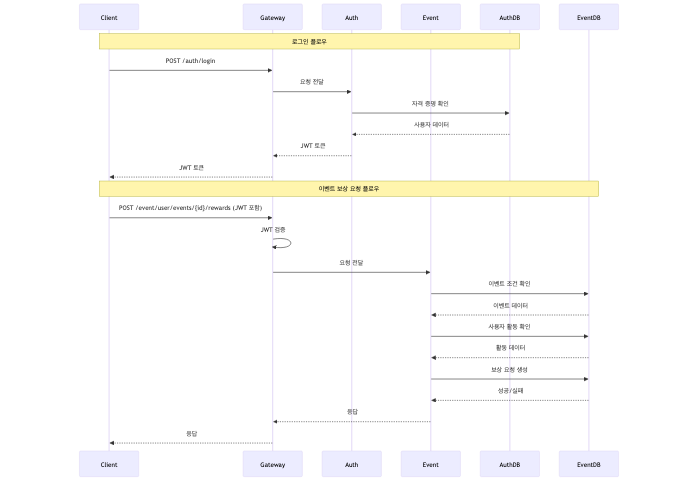 Client Gateway Auth Event AuthDB EventDB
로그인 플로우
POST /auth/login
요청 전달
자격 증명 확인
사용자 데이터
JWT 토큰
JWT 토큰
이벤트 보상 요청 플로우
POST /event/user/events/{id}/rewards (JWT 포함)
JWT 검증
요청 전달
이벤트 조건 확인
이벤트 데이터
사용자 활동 확인
활동 데이터
보상 요청 생성
성공/실패
응답
응답
Client Gateway Auth Event AuthDB EventDB